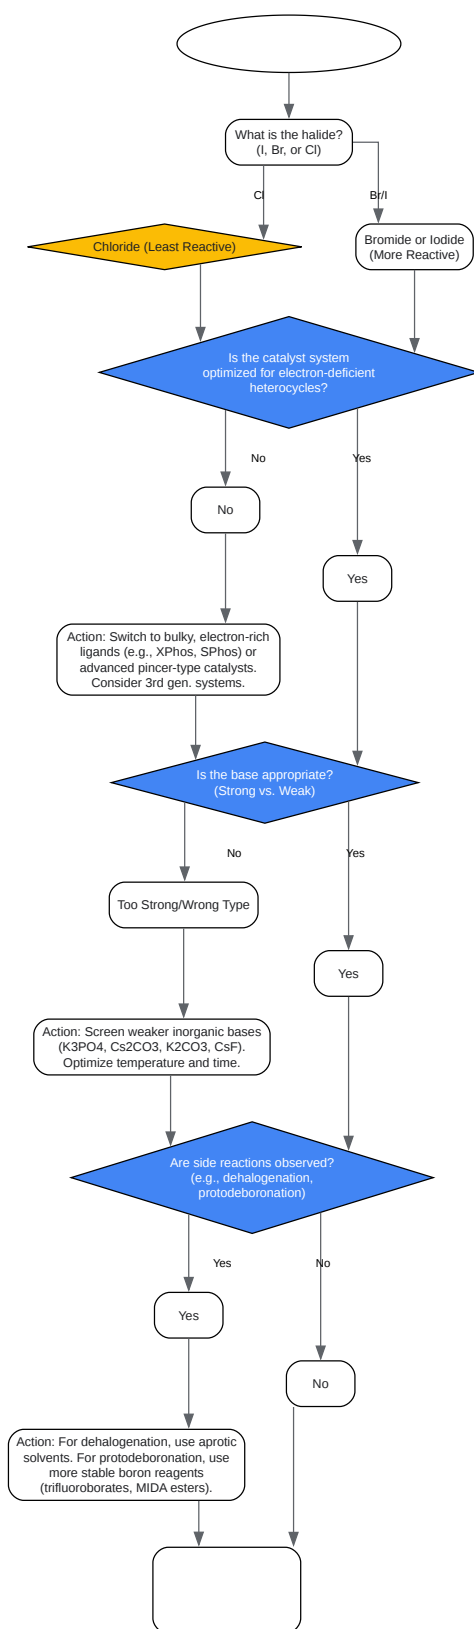 What is the halide?
(I, Br, or Cl)
Cl
Br/I
Chloride (Least Reactive)
Bromide or Iodide
(More Reactive)
Is the catalyst system
optimized for electron-deficient
heterocycles?
No
Yes
No
Yes
Action: Switch to bulky, electron-rich
ligands (e.g., XPhos, SPhos) or
advanced pincer-type catalysts.
Consider 3rd gen. systems.
Is the base appropriate?
(Strong vs. Weak)
No
Yes
Too Strong/Wrong Type
Yes
Action: Screen weaker inorganic bases
(K3PO4, Cs2CO3, K2CO3, CsF).
Optimize temperature and time.
Are side reactions observed?
(e.g., dehalogenation,
protodeboronation)
Yes
No
Yes
No
Action: For dehalogenation, use aprotic
solvents. For protodeboronation, use
more stable boron reagents
(trifluoroborates, MIDA esters).